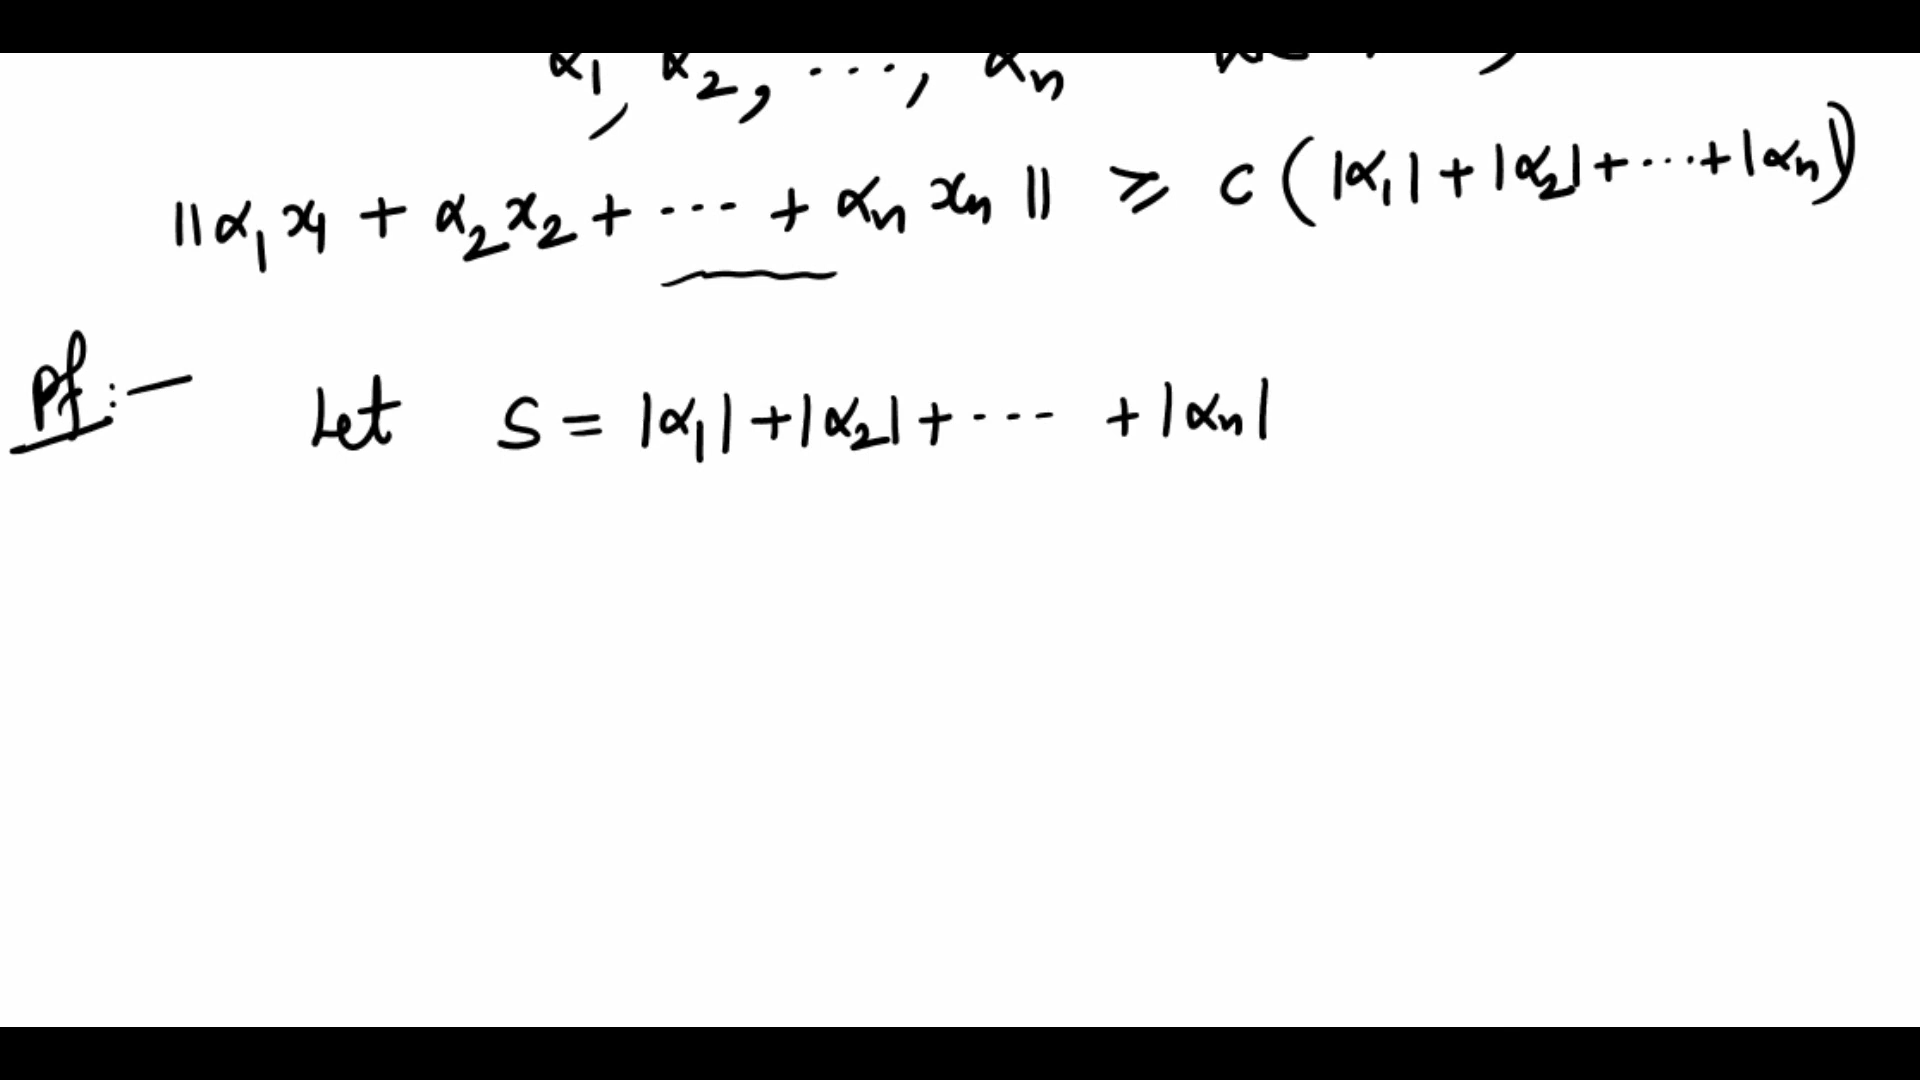 α₁, α₂, ..., αₙ
||α₁x₁ + α₂x₂ + ... + αₙxₙ|| ≥ c(|α₁| + |α₂| + ... + |αₙ|)
Pf:— Let S = |α₁| + |α₂| + ... + |αₙ|